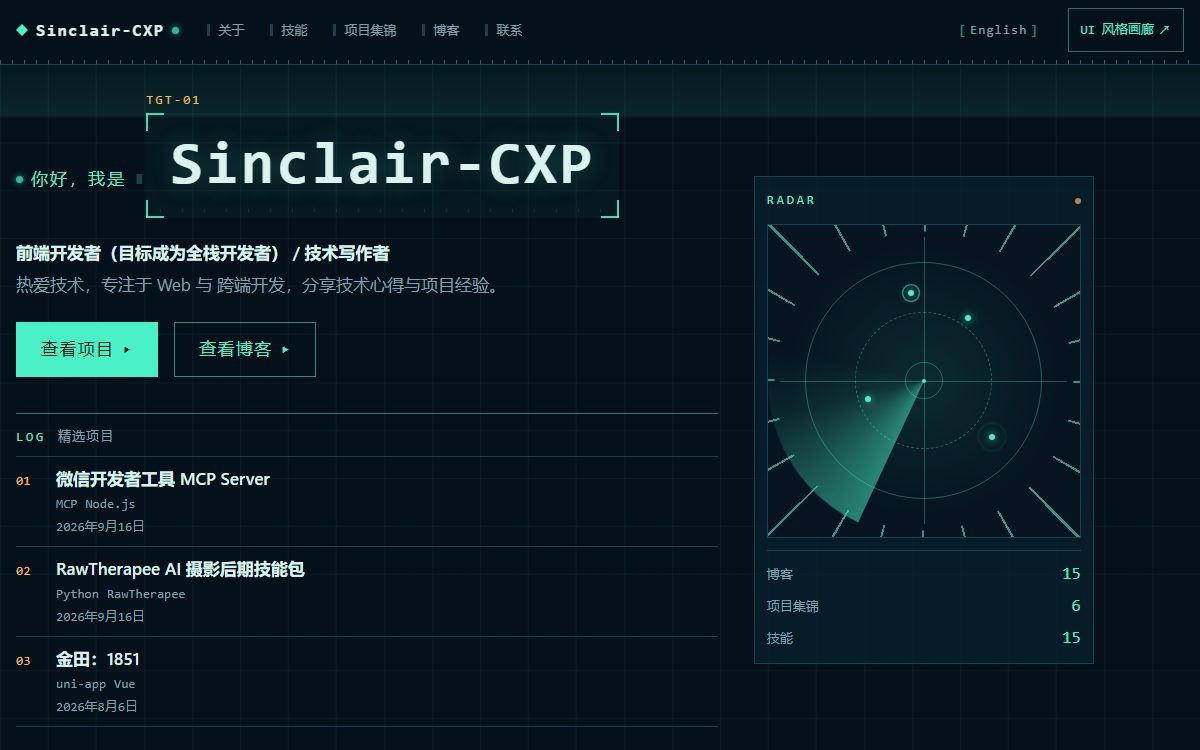 Sinclair-CXP
关于
技能
项目集锦
博客
联系
[ English ]
UI 风格画廊 ↗
TGT-01
你好，我是
Sinclair-CXP
前端开发者（目标成为全栈开发者） / 技术写作者
热爱技术，专注于 Web 与 跨端开发，分享技术心得与项目经验。
查看项目 ▸
查看博客 ▸
LOG 精选项目
01 微信开发者工具 MCP Server
MCP Node.js
2026年9月16日
02 RawTherapee AI 摄影后期技能包
Python RawTherapee
2026年9月16日
03 金田：1851
uni-app Vue
2026年8月6日
RADAR
博客 15
项目集锦 6
技能 15